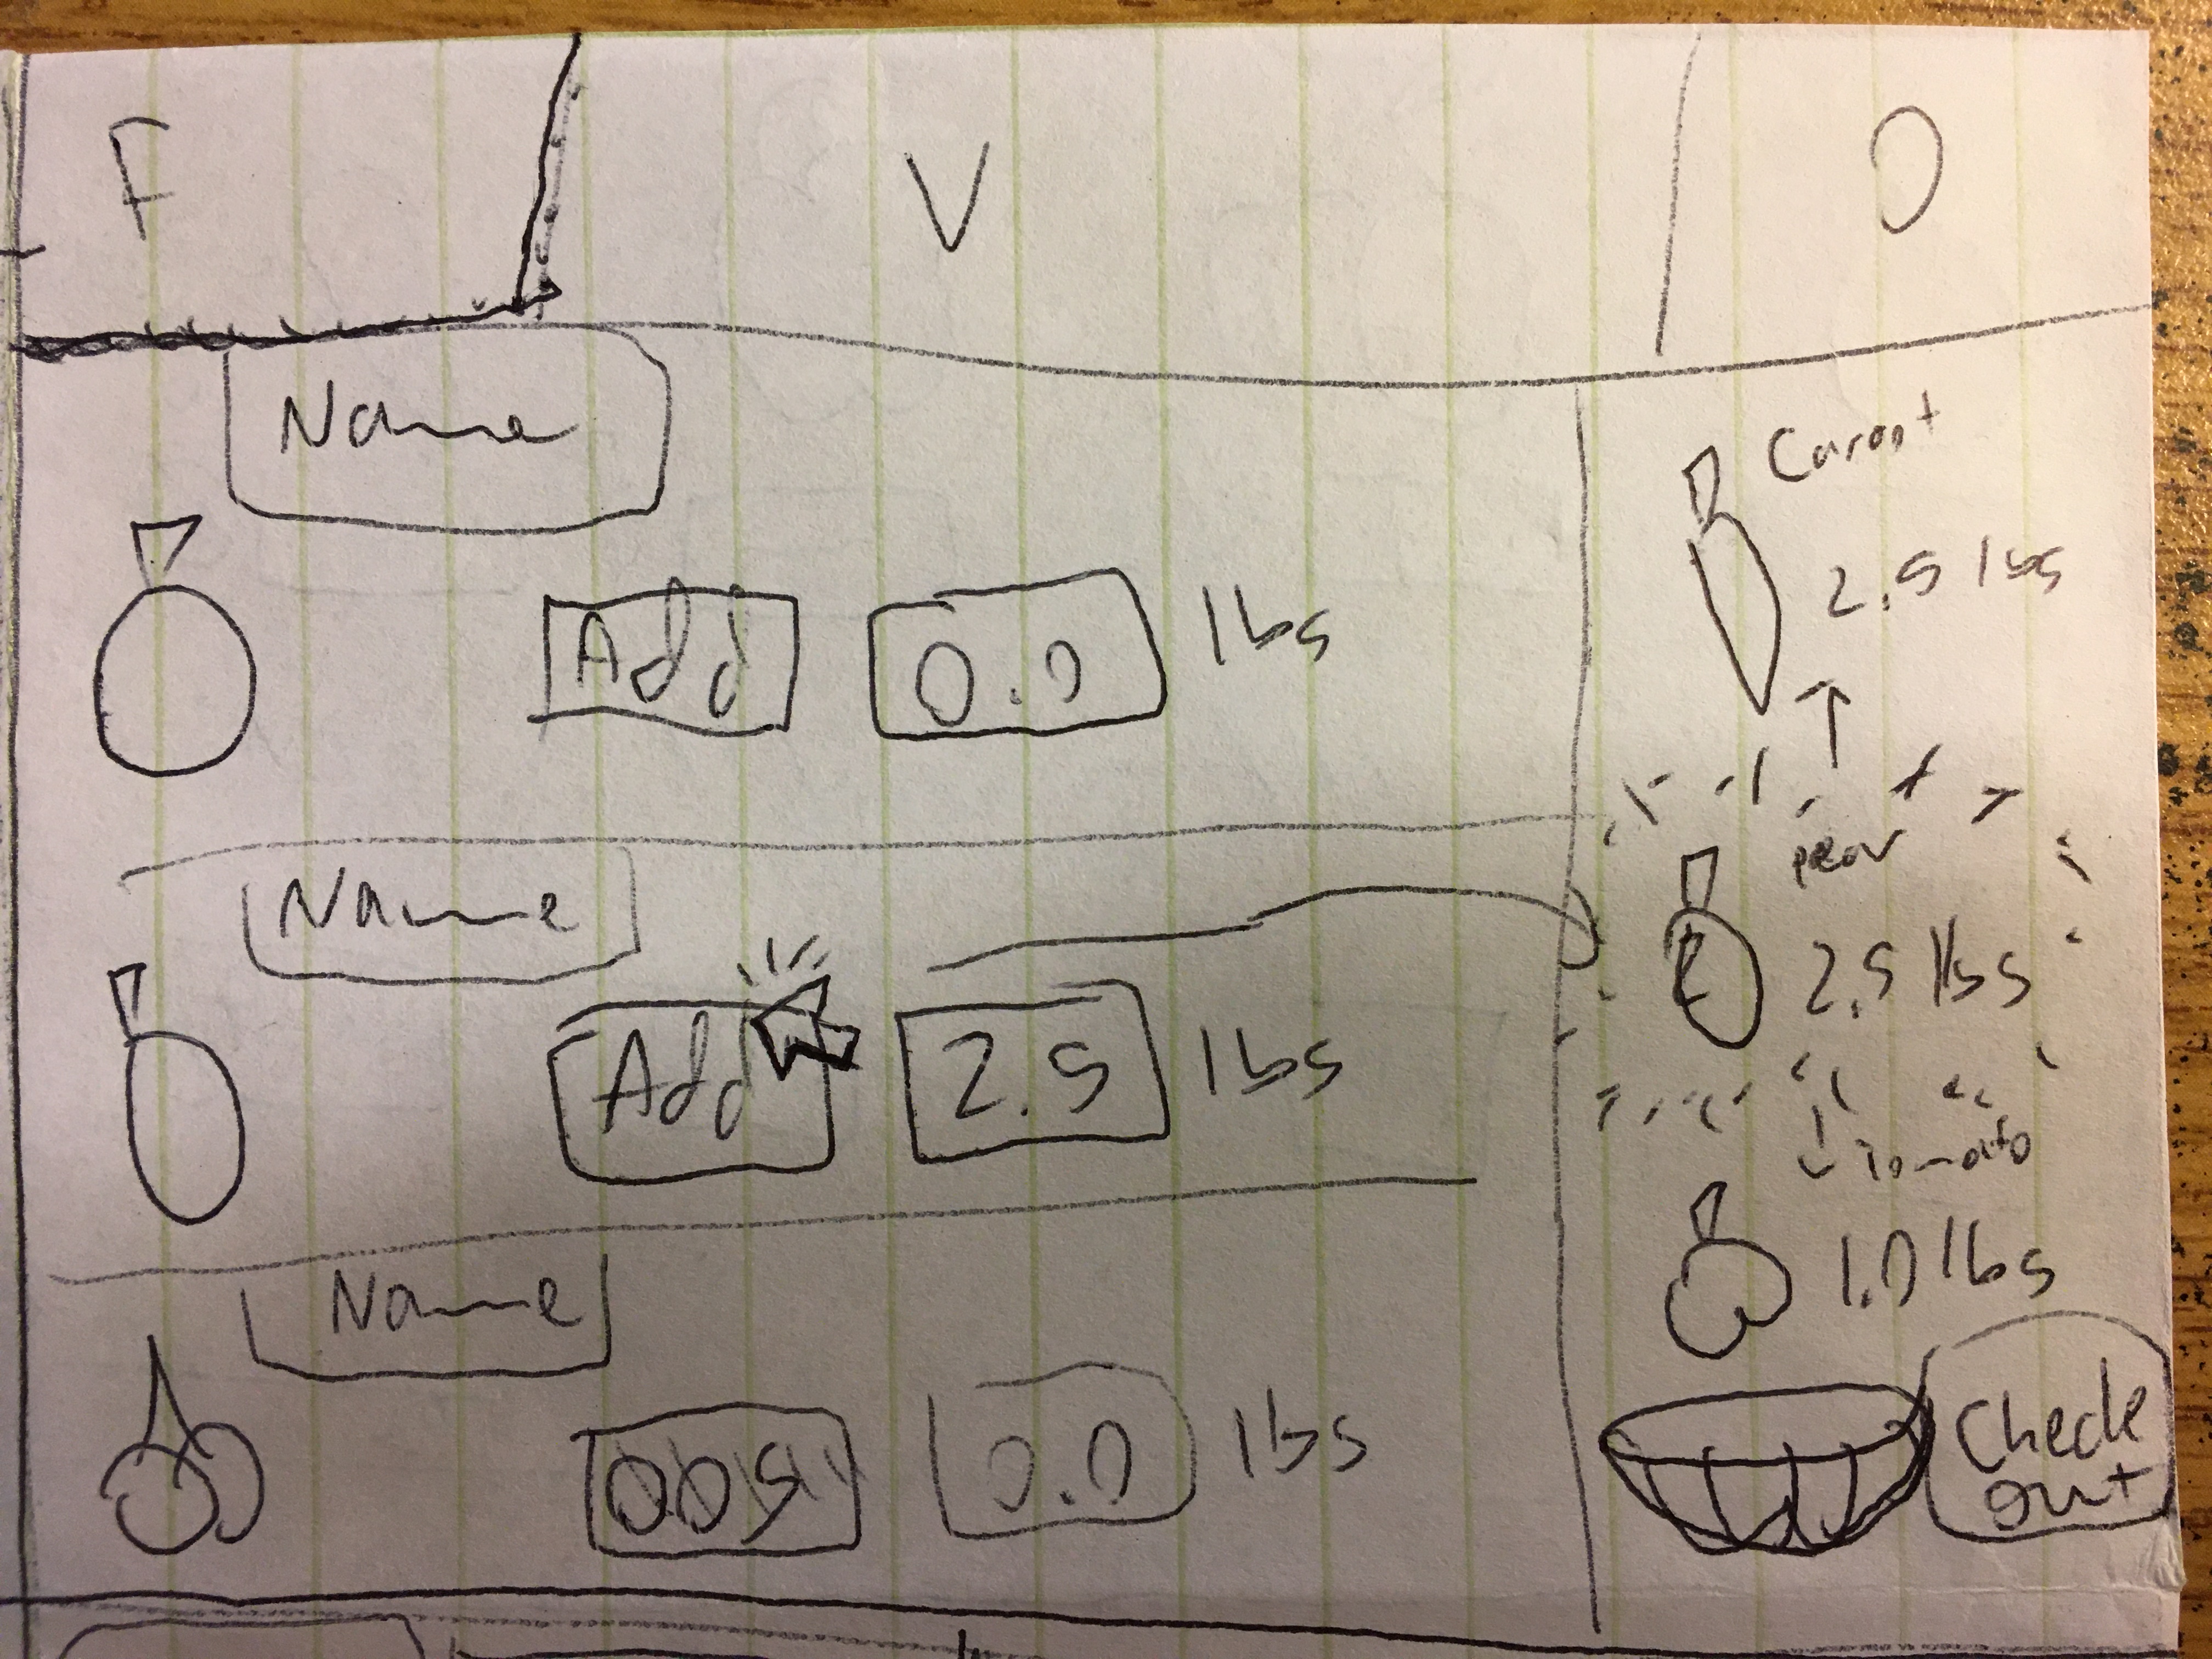 F V O
Name
Add 0.0 lbs
Name
Add 2.5 lbs
Name
OOS 0.0 lbs
Carrot
2.5 lbs
pear
2.5 lbs
Tomato
1.0 lbs
Check
out